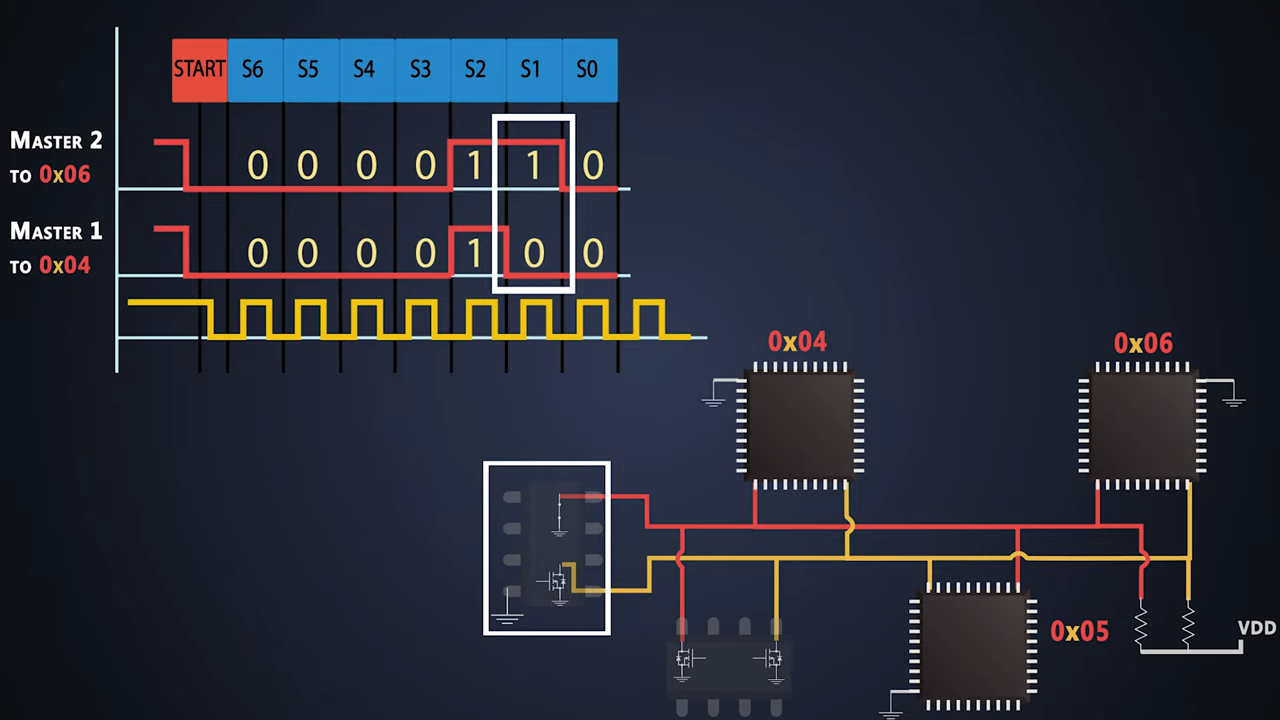 START S6 S5 S4 S3 S2 S1 S0
MASTER 2
TO 0x06
0 0 0 0 1 1 0
MASTER 1
TO 0x04
0 0 0 0 1 0 0
0x04
0x06
0x05
VDD